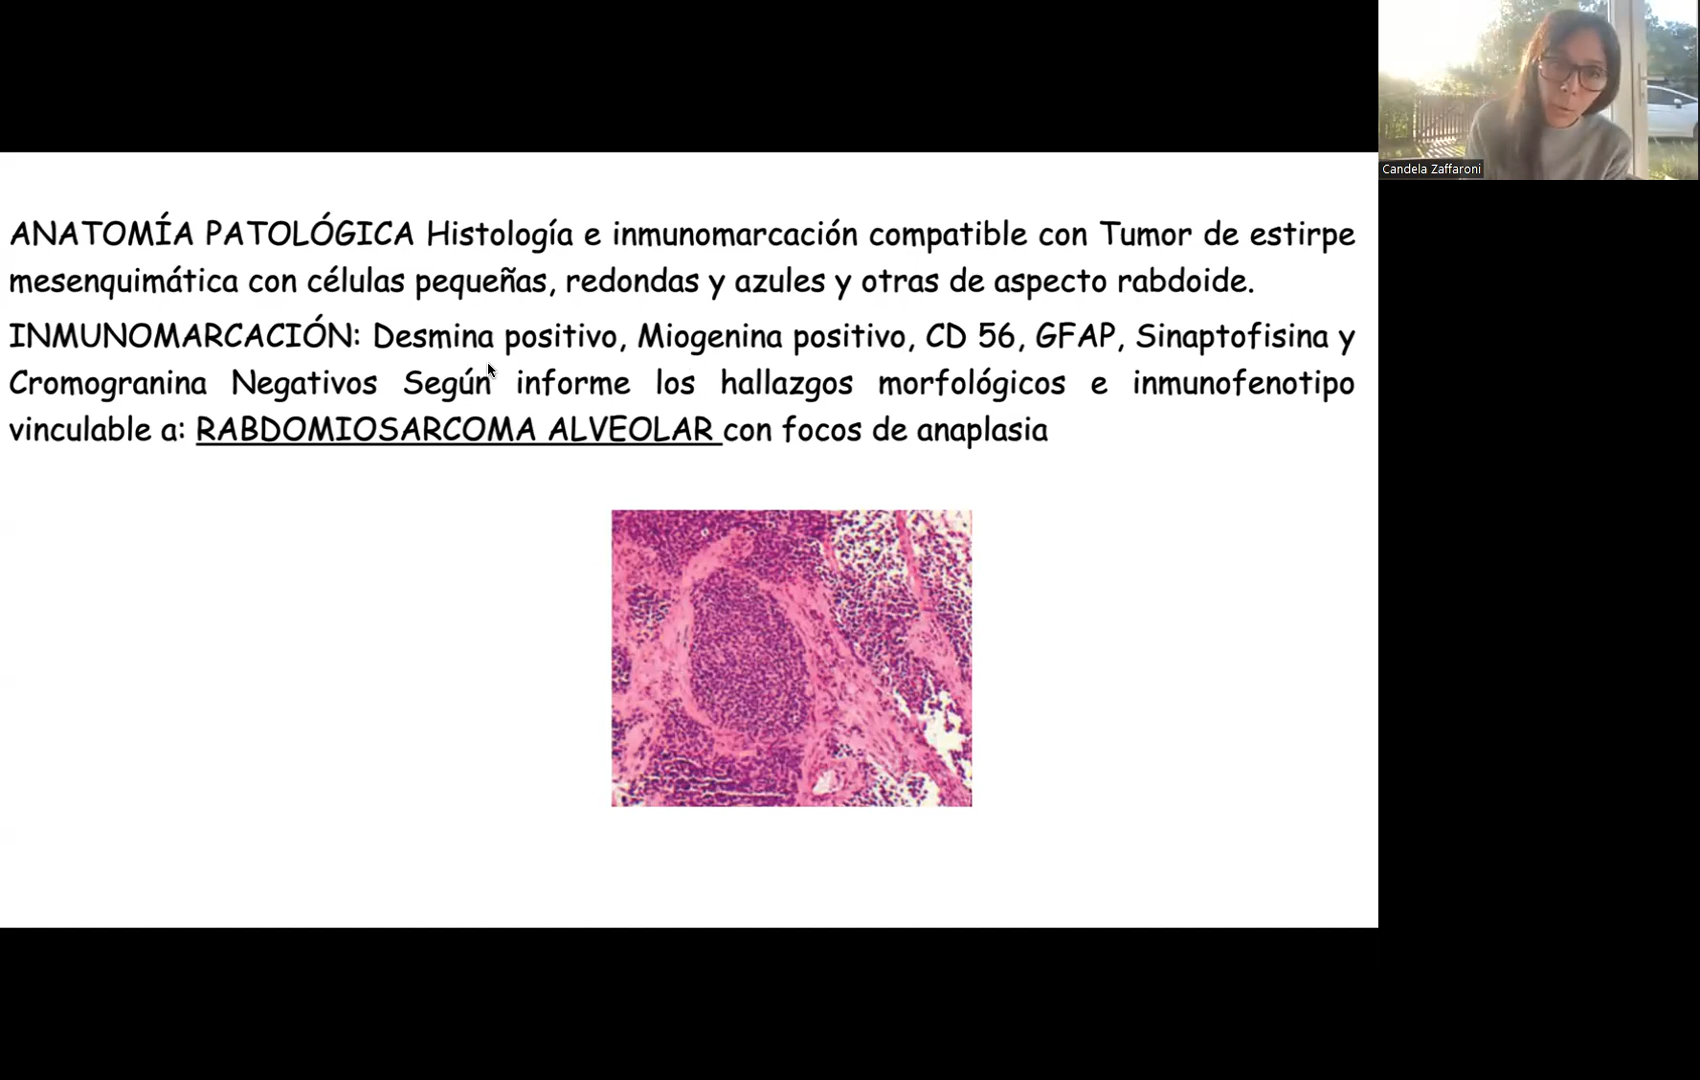 Candela Zaffaroni
ANATOMÍA PATOLÓGICA Histología e inmunomarcación compatible con Tumor de estirpe
mesenquimática con células pequeñas, redondas y azules y otras de aspecto rabdoide.
INMUNOMARCACIÓN: Desmina positivo, Miogenina positivo, CD 56, GFAP, Sinaptofisina y
Cromogranina Negativos Según informe los hallazgos morfológicos e inmunofenotipo
vinculable a: RABDOMIOSARCOMA ALVEOLAR con focos de anaplasia